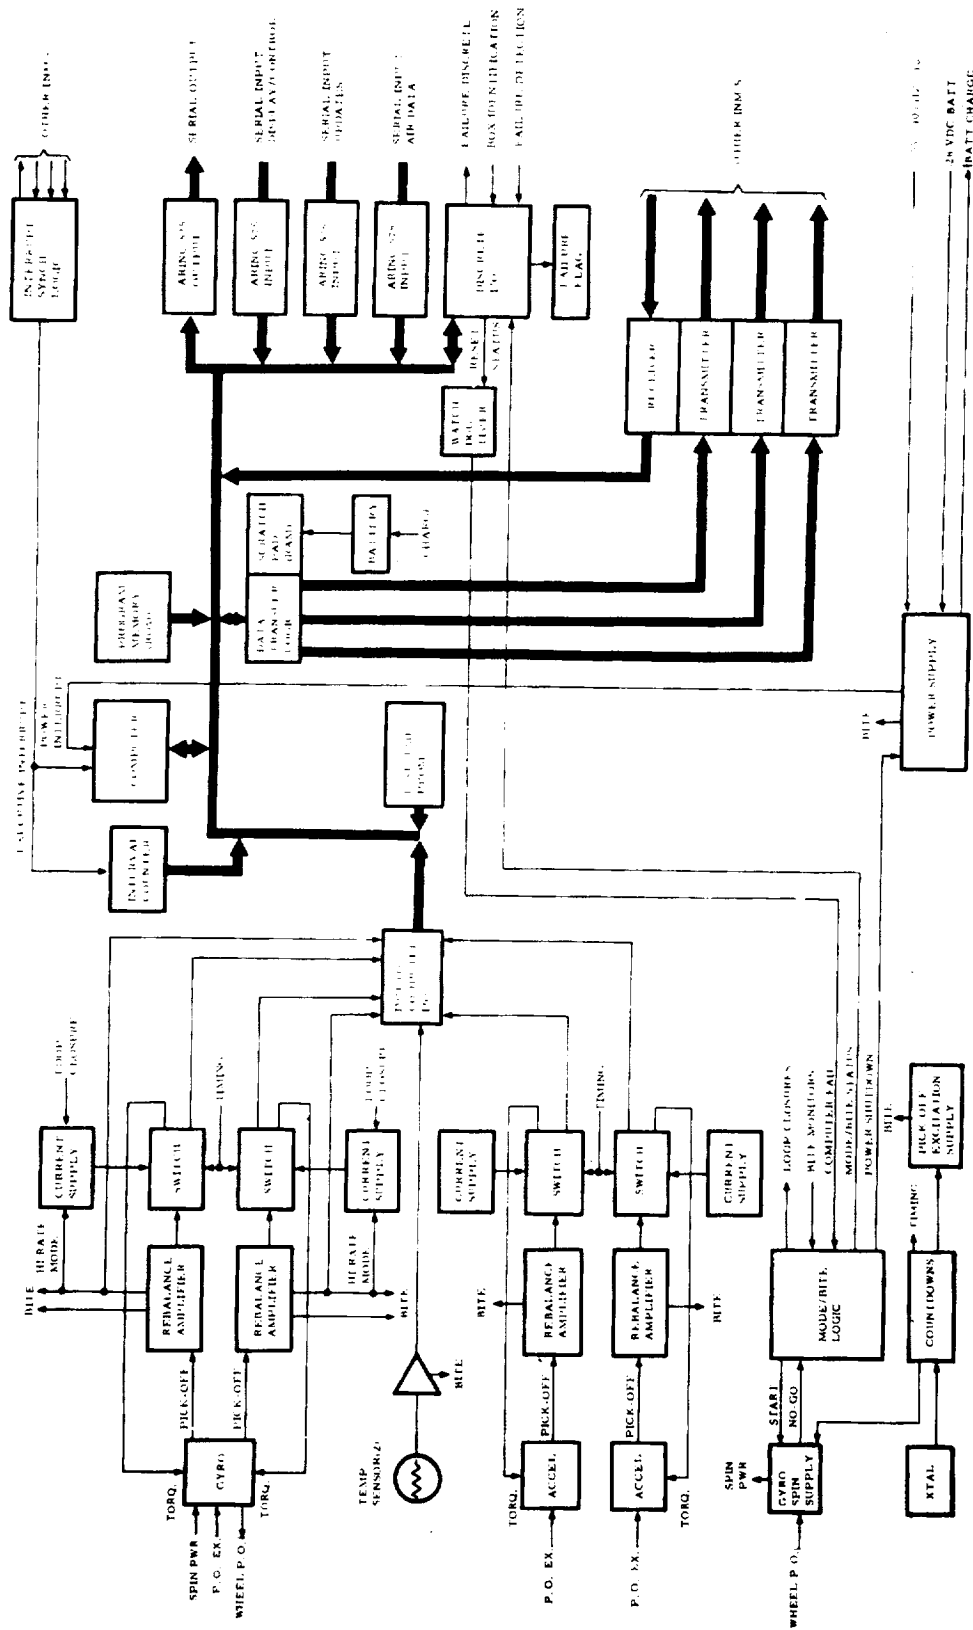 INTERRUPT
SYNCH
LOGIC
ARINC 575
OUTPUT
SERIAL OUTPUT
ARINC 575
INPUT
SERIAL INPUT
DISPLAY/CONTROL
ARINC 575
INPUT
SERIAL INPUT
UPDATES
ARINC 575
INPUT
SERIAL INPUT
AIR DATA
DISCRETE
I/O
FAILURE DISCRETE
BOX IDENTIFICATION
FAILURE DETECTION
FAILURE
FLAG
RESET
STATUS
WATCH
DOG
TIMER
RECEIVER
TRANSMITTER
TRANSMITTER
TRANSMITTER
OTHER INM'S
28 VDC BATT
BATT CHARGE
PROGRAM
MEMORY
SCRATCH
PAD
BATTERY
CHARGE
DATA
TRANSFER
LOGIC
EXECUTIVE INTERRUPT
POWER
INTERRUPT
COMPUTER
INTERVAL
COUNTER
POWER SUPPLY
BITE
LOOP
CLOSURE
CURRENT
SUPPLY
HI RATE
MODE
BITE
SWITCH
TIMING
SWITCH
LOOP
CLOSURE
CURRENT
SUPPLY
HI RATE
MODE
BITE
REBALANCE
AMPLIFIER
REBALANCE
AMPLIFIER
PICK-OFF
PICK-OFF
TORQ.
GYRO
TORQ.
SPIN PWR
P.O. EX.
WHEEL P.O.
TEMP
SENSOR(2)
BITE
CURRENT
SUPPLY
SWITCH
TIMING
SWITCH
CURRENT
SUPPLY
BITE
REBALANCE
AMPLIFIER
REBALANCE
AMPLIFIER
BITE
PICK-OFF
PICK-OFF
TORQ.
ACCEL
ACCEL
TORQ.
P.O. EX.
P.O. EX.
LOOP CLOSURES
BITE MONITORS
COMPUTER FAIL
MODE/BITE STATUS
POWER SHUTDOWN
MODE/BITE
LOGIC
START
NO-GO
SPIN
PWR
GYRO
SPIN
SUPPLY
WHEEL P.O.
BITE
PICK-OFF
EXCITATION
SUPPLY
TIMING
COUNTDOWNS
XTAL